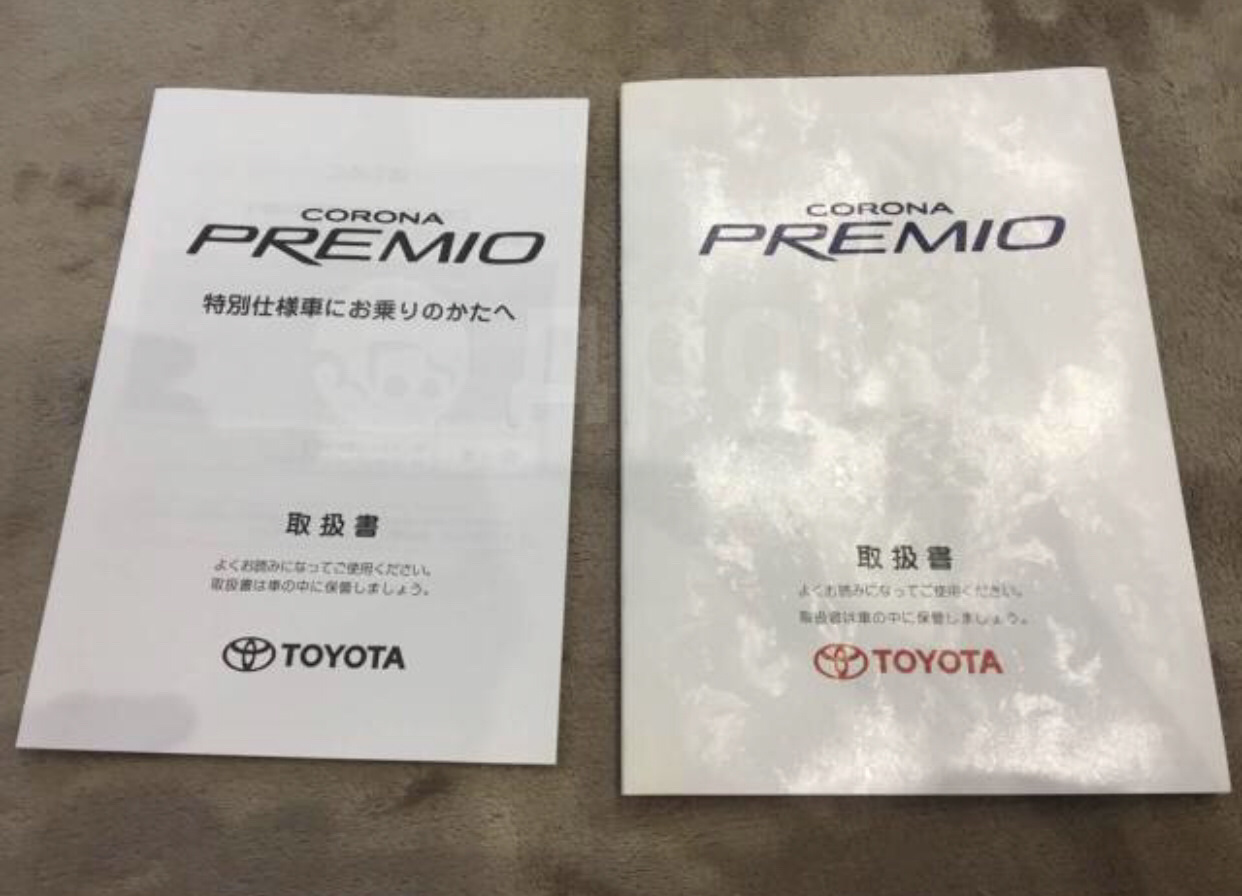 CORONA
PREMIO
特別仕様車にお乗りのかたへ
取扱書
よくお読みになってご使用ください。
取扱書は車の中に保管しましょう。
TOYOTA
CORONA
PREMIO
取扱書
よくお読みになってご使用ください。
取扱書は車の中に保管しましょう。
TOYOTA